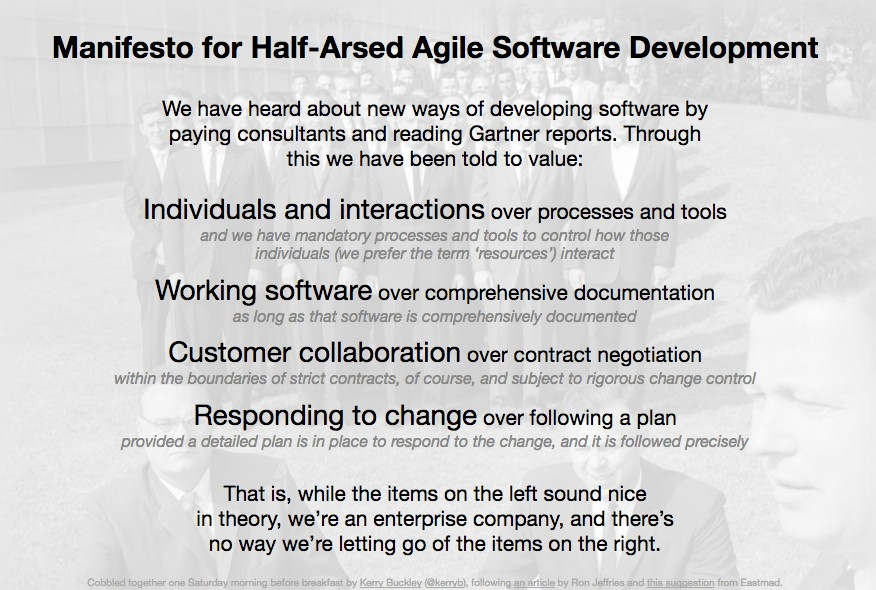 Manifesto for Half-Arsed Agile Software Development
We have heard about new ways of developing software by
paying consultants and reading Gartner reports. Through
this we have been told to value:
Individuals and interactions over processes and tools
and we have mandatory processes and tools to control how those
individuals (we prefer the term ‘resources’) interact
Working software over comprehensive documentation
as long as that software is comprehensively documented
Customer collaboration over contract negotiation
within the boundaries of strict contracts, of course, and subject to rigorous change control
Responding to change over following a plan
provided a detailed plan is in place to respond to the change, and it is followed precisely
That is, while the items on the left sound nice
in theory, we’re an enterprise company, and there’s
no way we’re letting go of the items on the right.
Cobbled together one Saturday morning before breakfast by Kerry Buckley (@kerryb), following an article by Ron Jeffries and this suggestion from Eastmad.